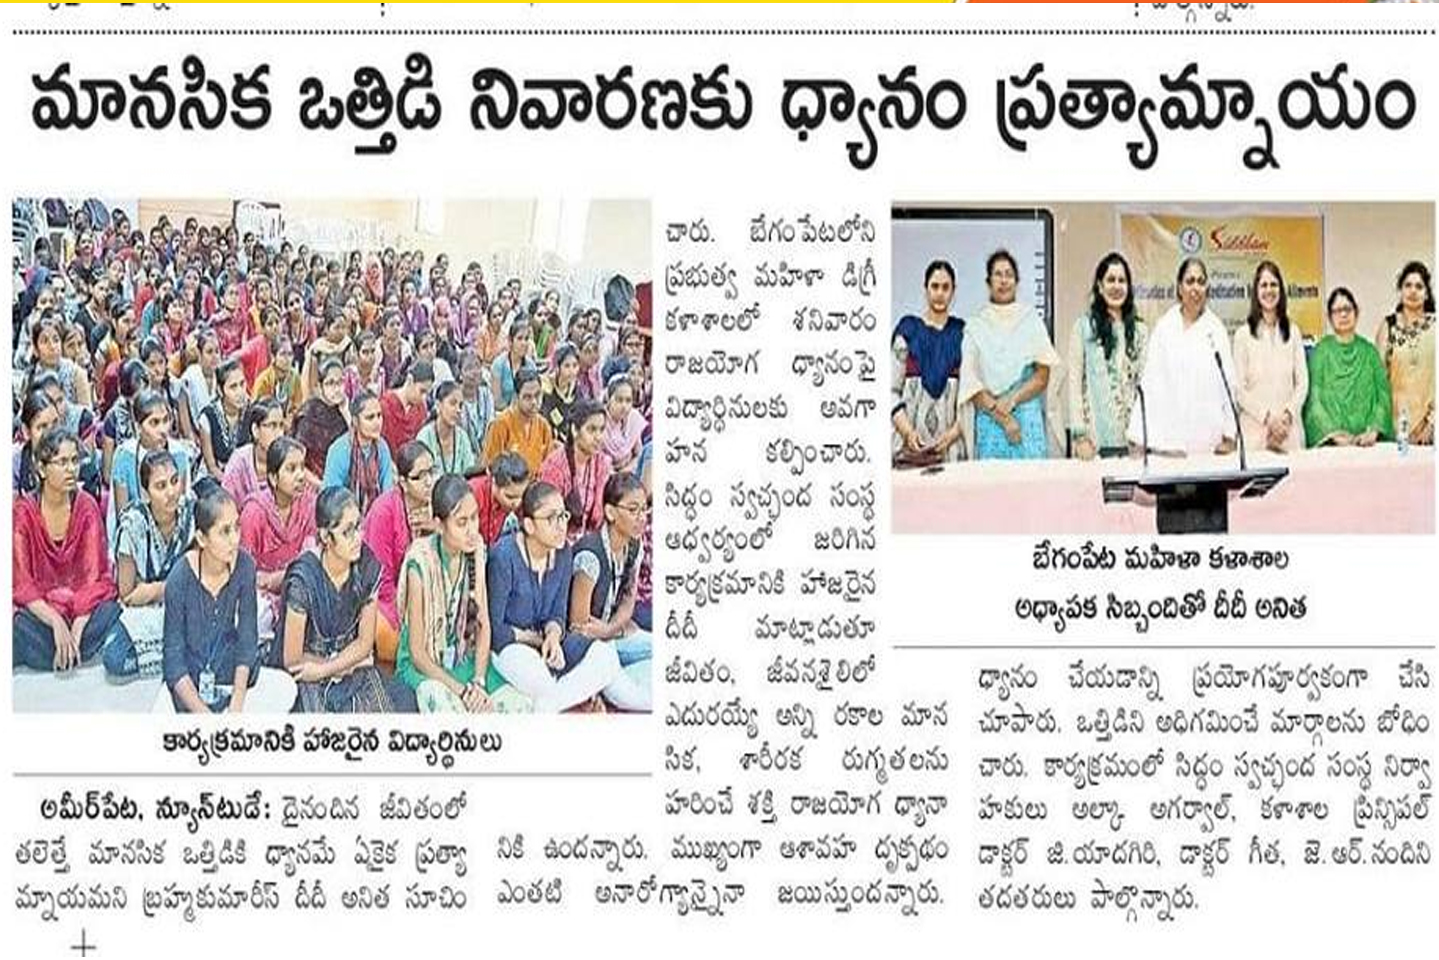 మానసిక ఒత్తిడి నివారణకు ధ్యానం ప్రత్యామ్నాయం
కార్యక్రమానికి హాజరైన విద్యార్థినులు
అమీర్‌పేట, న్యూస్‌టుడే: దైనందిన జీవితంలో
తలెత్తే మానసిక ఒత్తిడికి ధ్యానమే ఏకైక ప్రత్యా
మ్నాయమని బ్రహ్మకుమారీస్ దీదీ అనిత సూచిం
చారు. బేగంపేటలోని
ప్రభుత్వ మహిళా డిగ్రీ
కళాశాలలో శనివారం
రాజయోగ ధ్యానంపై
విద్యార్థినులకు అవగా
హన కల్పించారు.
సిద్ధం స్వచ్ఛంద సంస్థ
ఆధ్వర్యంలో జరిగిన
కార్యక్రమానికి హాజరైన
దీదీ మాట్లాడుతూ
జీవితం, జీవనశైలిలో
ఎదురయ్యే అన్ని రకాల మాన
సిక, శారీరక రుగ్మతలను
హరించే శక్తి రాజయోగ ధ్యానా
నికి ఉందన్నారు. ముఖ్యంగా ఆశావహ దృక్పథం
ఎంతటి అనారోగ్యాన్నైనా జయిస్తుందన్నారు.
బేగంపేట మహిళా కళాశాల
అధ్యాపక సిబ్బందితో దీదీ అనిత
ధ్యానం చేయడాన్ని ప్రయోగపూర్వకంగా చేసి
చూపారు. ఒత్తిడిని అధిగమించే మార్గాలను బోధిం
చారు. కార్యక్రమంలో సిద్ధం స్వచ్ఛంద సంస్థ నిర్వా
హకులు అల్కా అగర్వాల్, కళాశాల ప్రిన్సిపల్
డాక్టర్ జి.యాదగిరి, డాక్టర్ గీత, జె.ఆర్.నందిని
తదతరులు పాల్గొన్నారు.